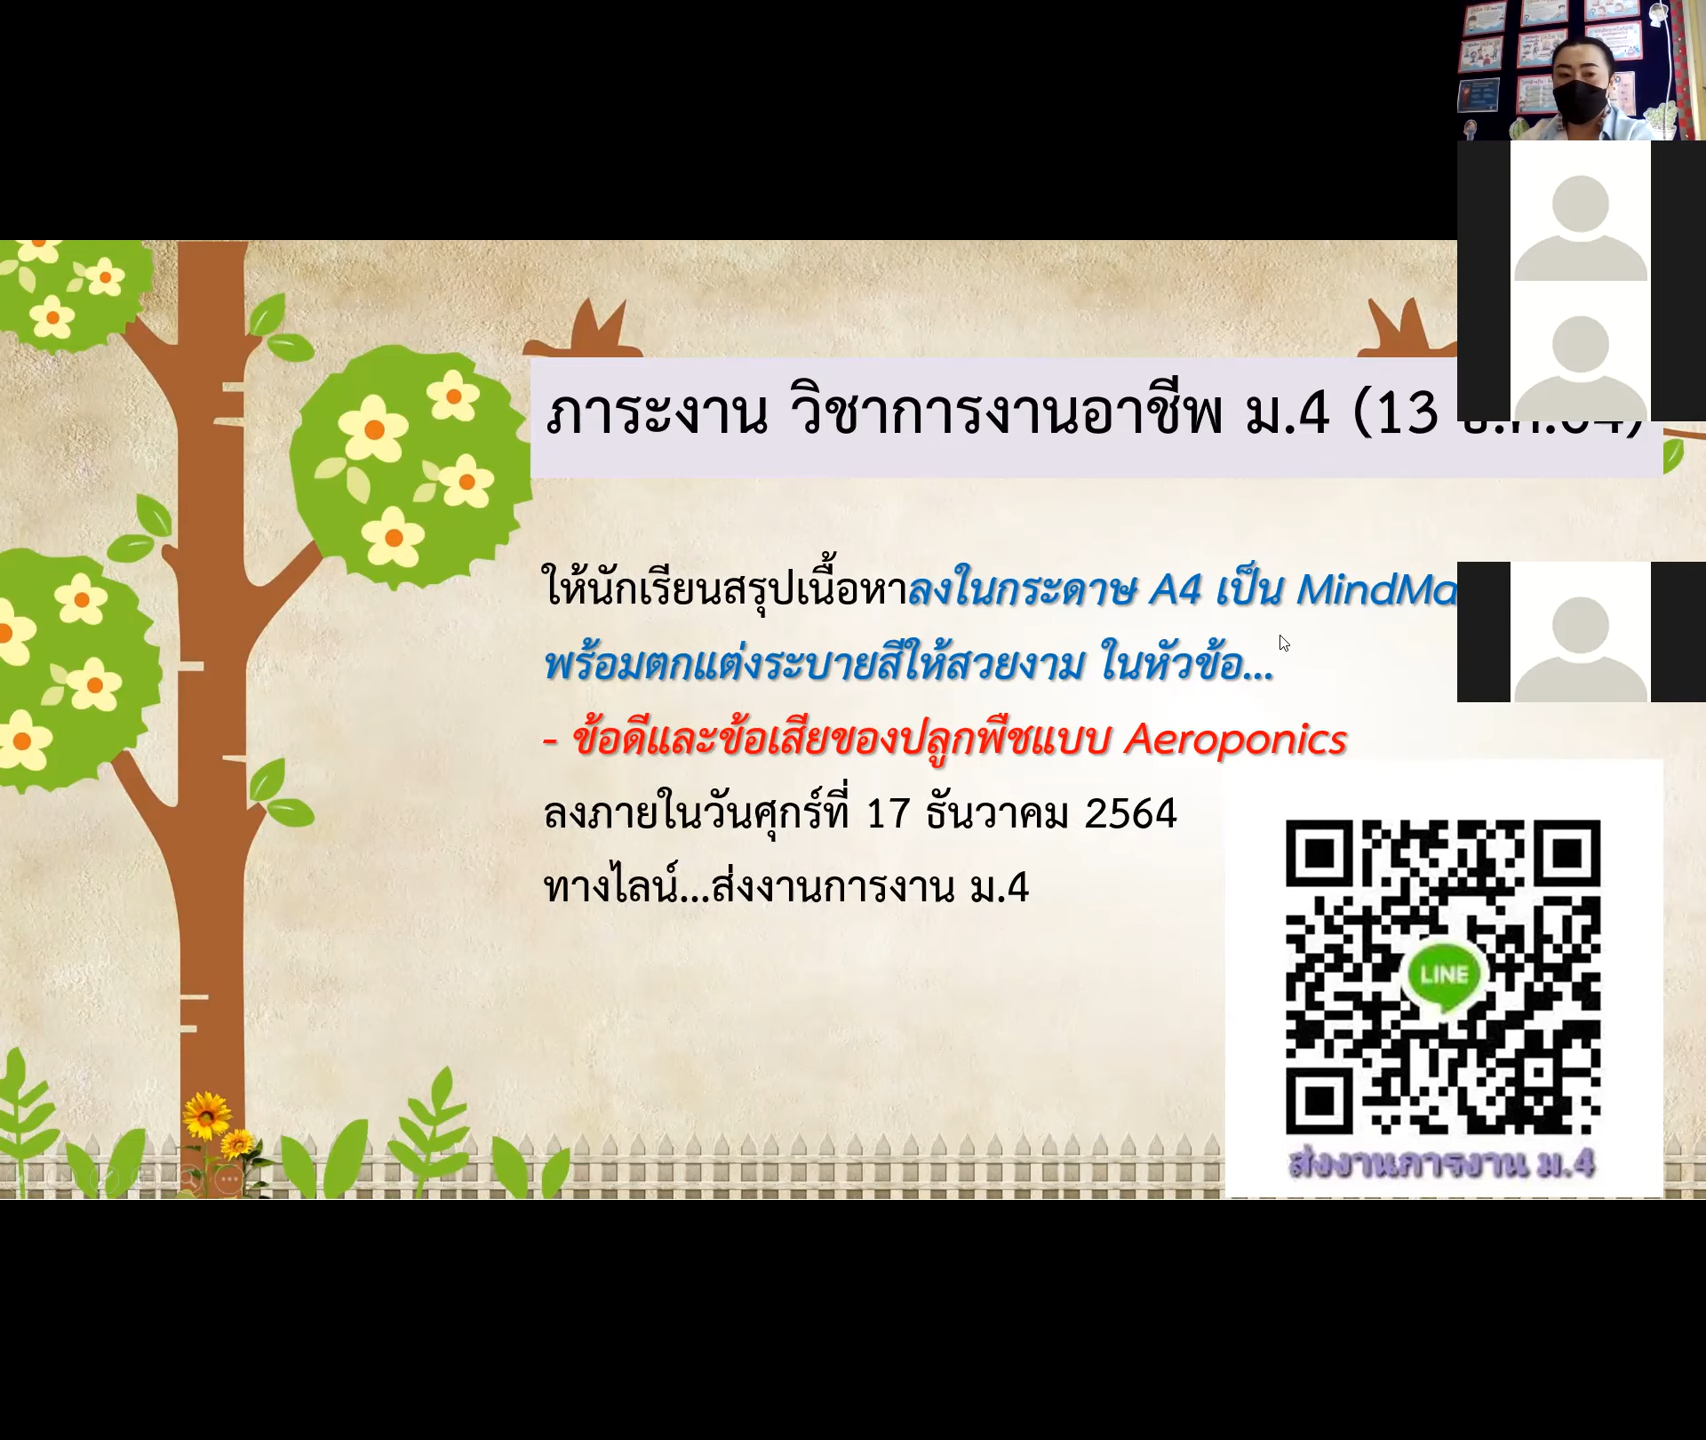 ภาระงาน วิชาการงานอาชีพ ม.4 (13
ให้นักเรียนสรุปเนื้อหาลงในกระดาษ A4 เป็น MindMa
พร้อมตกแต่งระบายสีให้สวยงาม ในหัวข้อ...
- ข้อดีและข้อเสียของปลูกพืชแบบ Aeroponics
ลงภายในวันศุกร์ที่ 17 ธันวาคม 2564
ทางไลน์...ส่งงานการงาน ม.4
LINE
ส่งงานการงาน ม.4